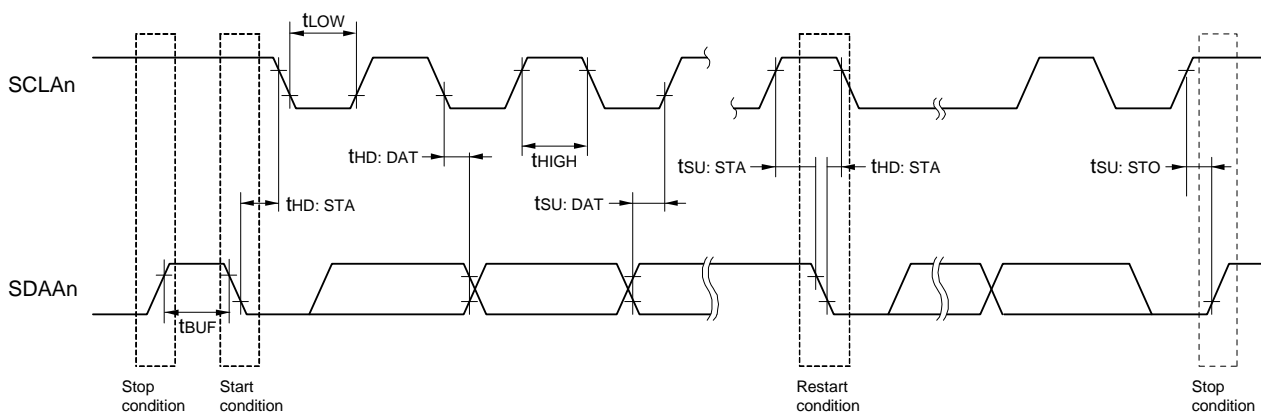 tLOW
SCLAn
tHD: DAT
tHIGH
tSU: STA
tHD: STA
tSU: STO
tHD: STA
tSU: DAT
SDAAn
tBUF
Stop
condition
Start
condition
Restart
condition
Stop
condition